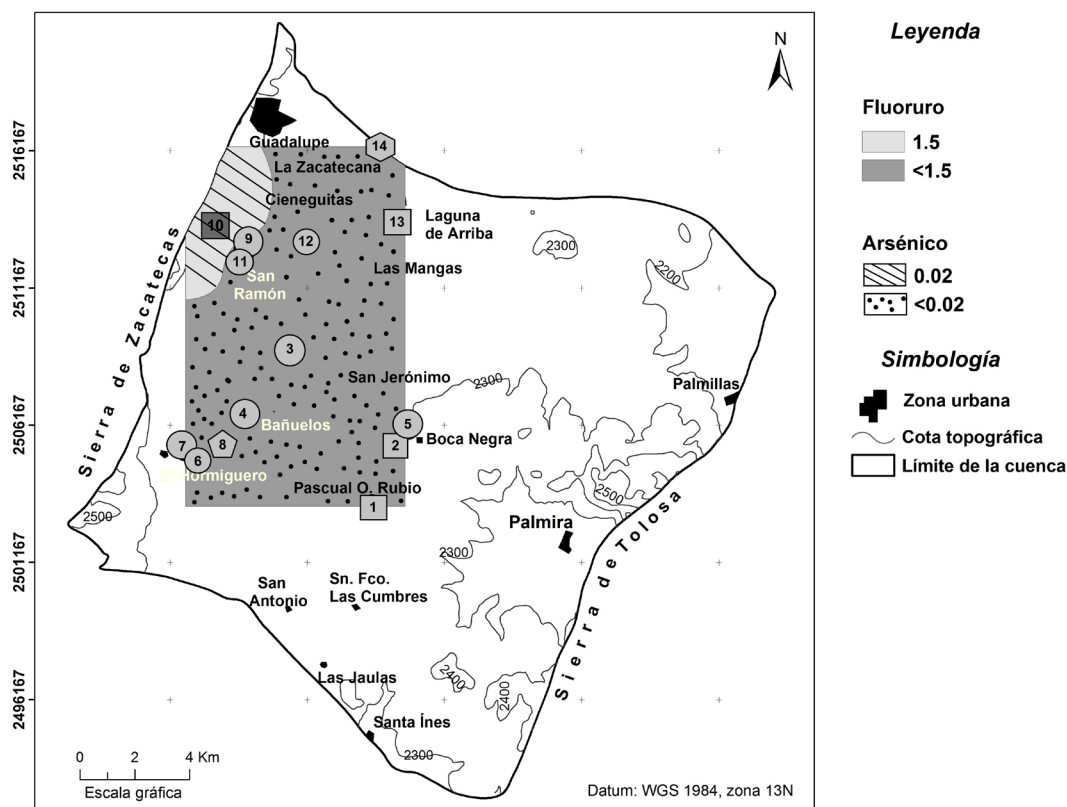 N
2516167
2511167
2506167
2501167
2496167
Guadalupe
14
La Zacatecana
Cieneguitas
10
13
Laguna
de Arriba
9
12
11
Las Mangas
San
Ramón
2300
2200
Sierra de Zacatecas
3
San Jerónimo
2300
Palmillas
4
Bañuelos
5
Boca Negra
7
8
2
6
El Hormiguero
Pascual O. Rubio
1
2500
2500
Palmira
2300
Sierra de Tolosa
San
Antonio
Sn. Fco.
Las Cumbres
Las Jaulas
2400
2400
Santa Ínes
2300
0 2 4 Km
Escala gráfica
Datum: WGS 1984, zona 13N
Leyenda
Fluoruro
1.5
<1.5
Arsénico
0.02
<0.02
Simbología
Zona urbana
Cota topográfica
Límite de la cuenca